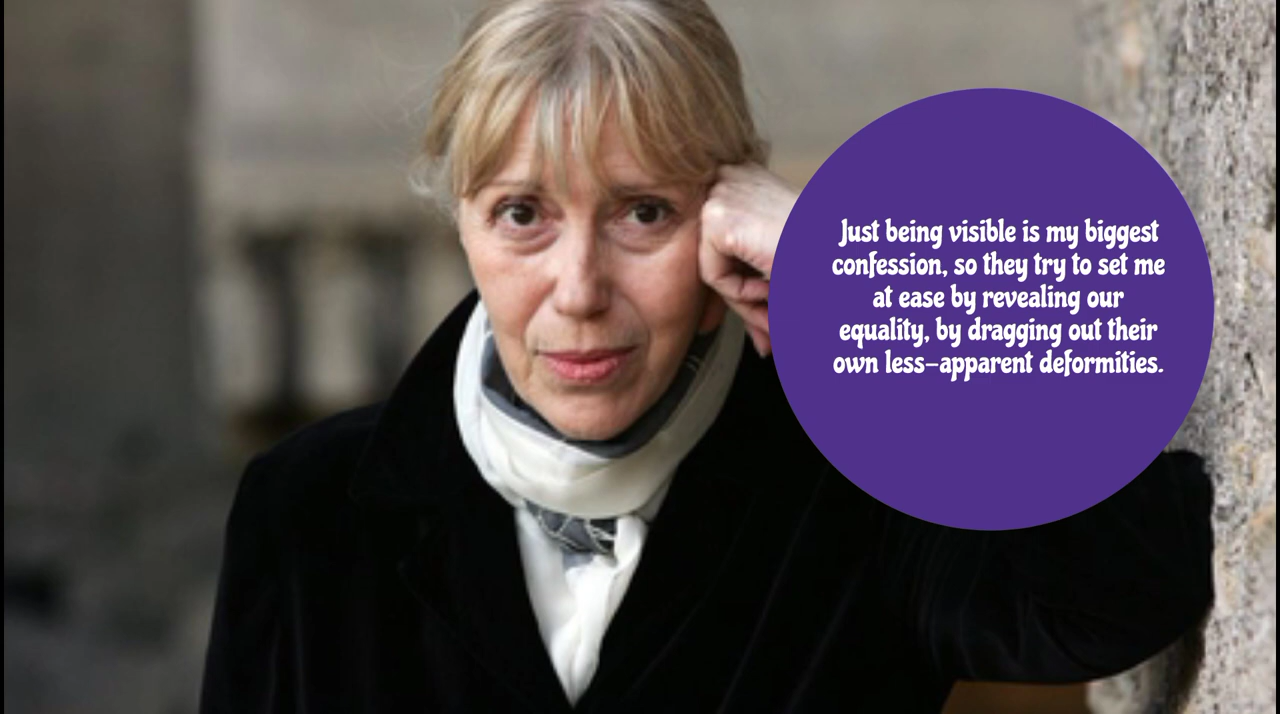 Just being visible is my biggest
confession, so they try to set me
at ease by revealing our
equality, by dragging out their
own less-apparent deformities.